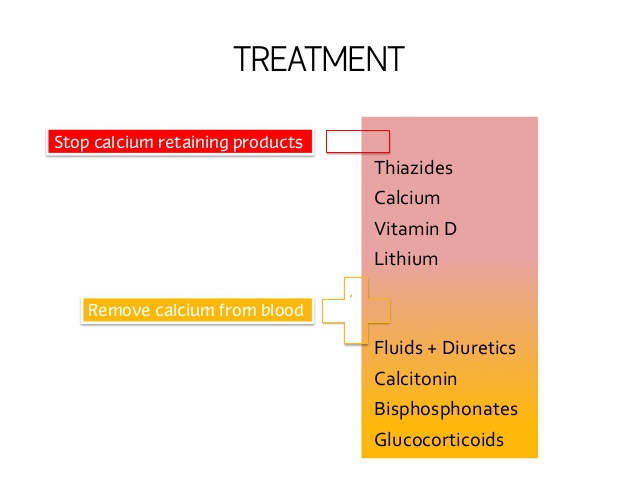 TREATMENT
Stop calcium retaining products
Thiazides
Calcium
Vitamin D
Lithium
Remove calcium from blood
Fluids + Diuretics
Calcitonin
Bisphosphonates
Glucocorticoids